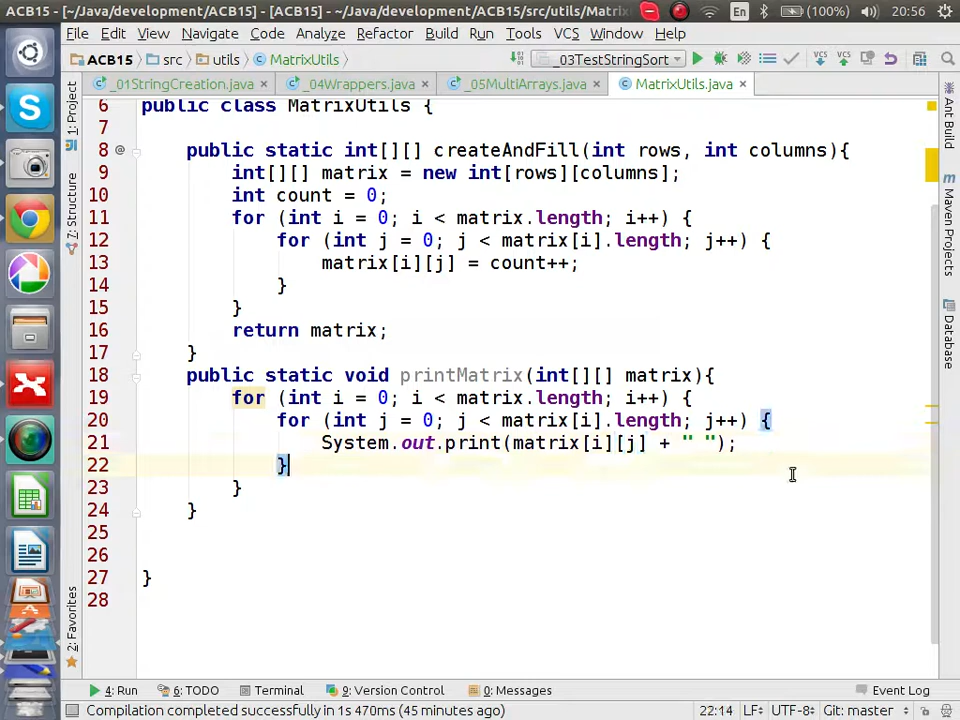 ACB15 - [~/Java/development/ACB15] - [ACB15] - ~/Java/development/ACB15/src/utils/Matrix
En (100%) 20:56
File Edit View Navigate Code Analyze Refactor Build Run Tools VCS Window Help
ACB15 src utils MatrixUtils _03TestStringSort VCS VCS
_01StringCreation.java _04Wrappers.java _05MultiArrays.java MatrixUtils.java
1: Project
7: Structure
2: Favorites
6 public class MatrixUtils {
7
8 @ public static int[][] createAndFill(int rows, int columns){
9 int[][] matrix = new int[rows][columns];
10 int count = 0;
11 for (int i = 0; i < matrix.length; i++) {
12 for (int j = 0; j < matrix[i].length; j++) {
13 matrix[i][j] = count++;
14 }
15 }
16 return matrix;
17 }
18 public static void printMatrix(int[][] matrix){
19 for (int i = 0; i < matrix.length; i++) {
20 for (int j = 0; j < matrix[i].length; j++) {
21 System.out.print(matrix[i][j] + " ");
22 }
23 }
24 }
25
26
27 }
28
Ant Build
m Maven Projects
Database
4: Run 6: TODO Terminal 9: Version Control 0: Messages Event Log
Compilation completed successfully in 1s 470ms (45 minutes ago) 22:14 LF÷ UTF-8÷ Git: master